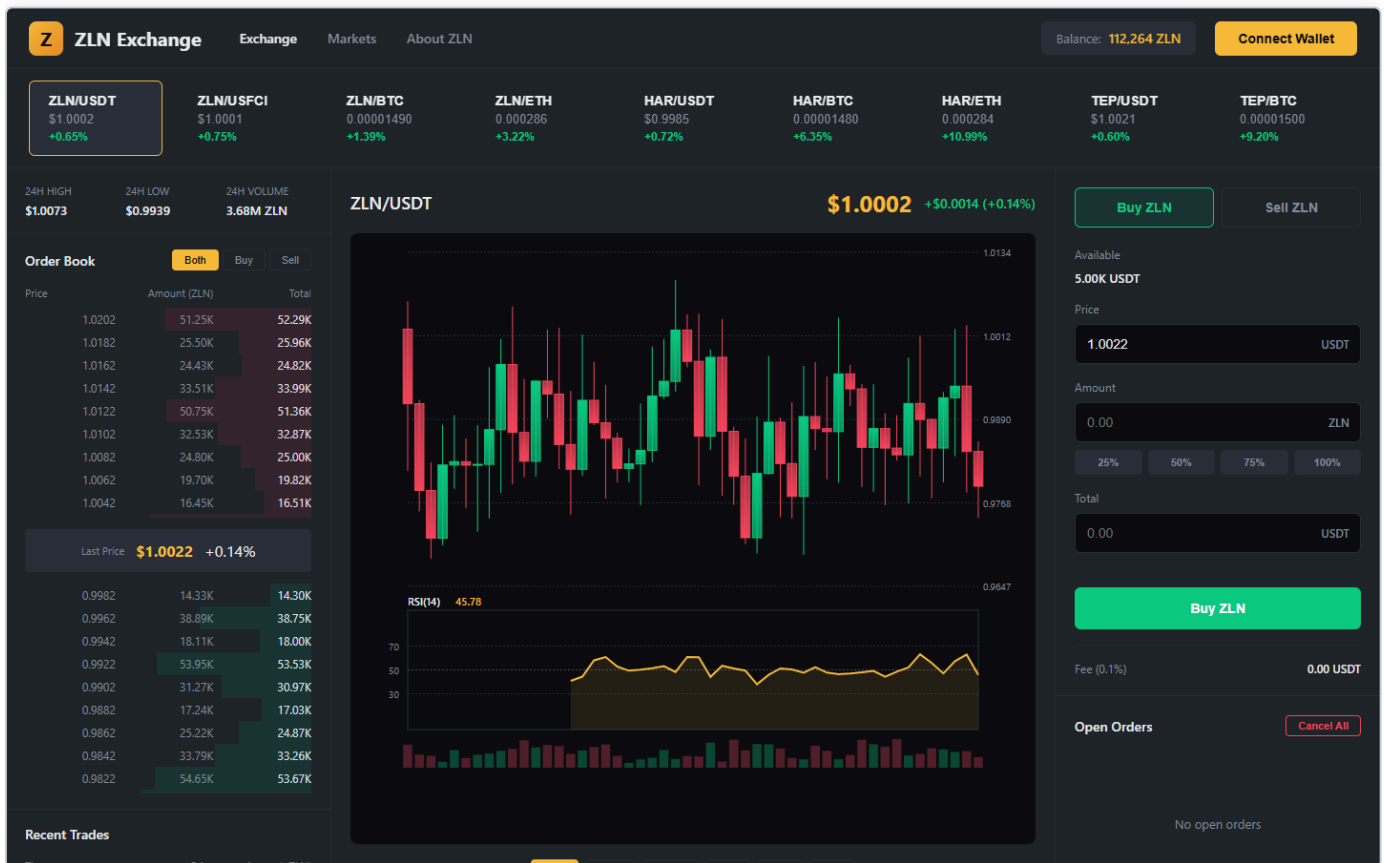 Z ZLN Exchange Exchange Markets About ZLN Balance: 112,264 ZLN Connect Wallet
ZLN/USDT ZLN/USFCI ZLN/BTC ZLN/ETH HAR/USDT HAR/BTC HAR/ETH TEP/USDT TEP/BTC
$1.0002 $1.0001 0.00001490 0.000286 $0.9985 0.00001480 0.000284 $1.0021 0.00001500
+0.65% +0.75% +1.39% +3.22% +0.72% +6.35% +10.99% +0.60% +9.20%
24H HIGH 24H LOW 24H VOLUME
$1.0073 $0.9939 3.68M ZLN
Order Book Both Buy Sell
Price Amount (ZLN) Total
1.0202 51.25K 52.29K
1.0182 25.50K 25.96K
1.0162 24.43K 24.82K
1.0142 33.51K 33.99K
1.0122 50.75K 51.36K
1.0102 32.53K 32.87K
1.0082 24.80K 25.00K
1.0062 19.70K 19.82K
1.0042 16.45K 16.51K
Last Price $1.0022 +0.14%
0.9982 14.33K 14.30K
0.9962 38.89K 38.75K
0.9942 18.11K 18.00K
0.9922 53.95K 53.53K
0.9902 31.27K 30.97K
0.9882 17.24K 17.03K
0.9862 25.22K 24.87K
0.9842 33.79K 33.26K
0.9822 54.65K 53.67K
Recent Trades
ZLN/USDT $1.0002 +$0.0014 (+0.14%)
1.0134
1.0012
0.9890
0.9768
0.9647
RSI(14) 45.78
70
50
30
Buy ZLN Sell ZLN
Available
5.00K USDT
Price
1.0022 USDT
Amount
0.00 ZLN
25% 50% 75% 100%
Total
0.00 USDT
Buy ZLN
Fee (0.1%) 0.00 USDT
Open Orders Cancel All
No open orders